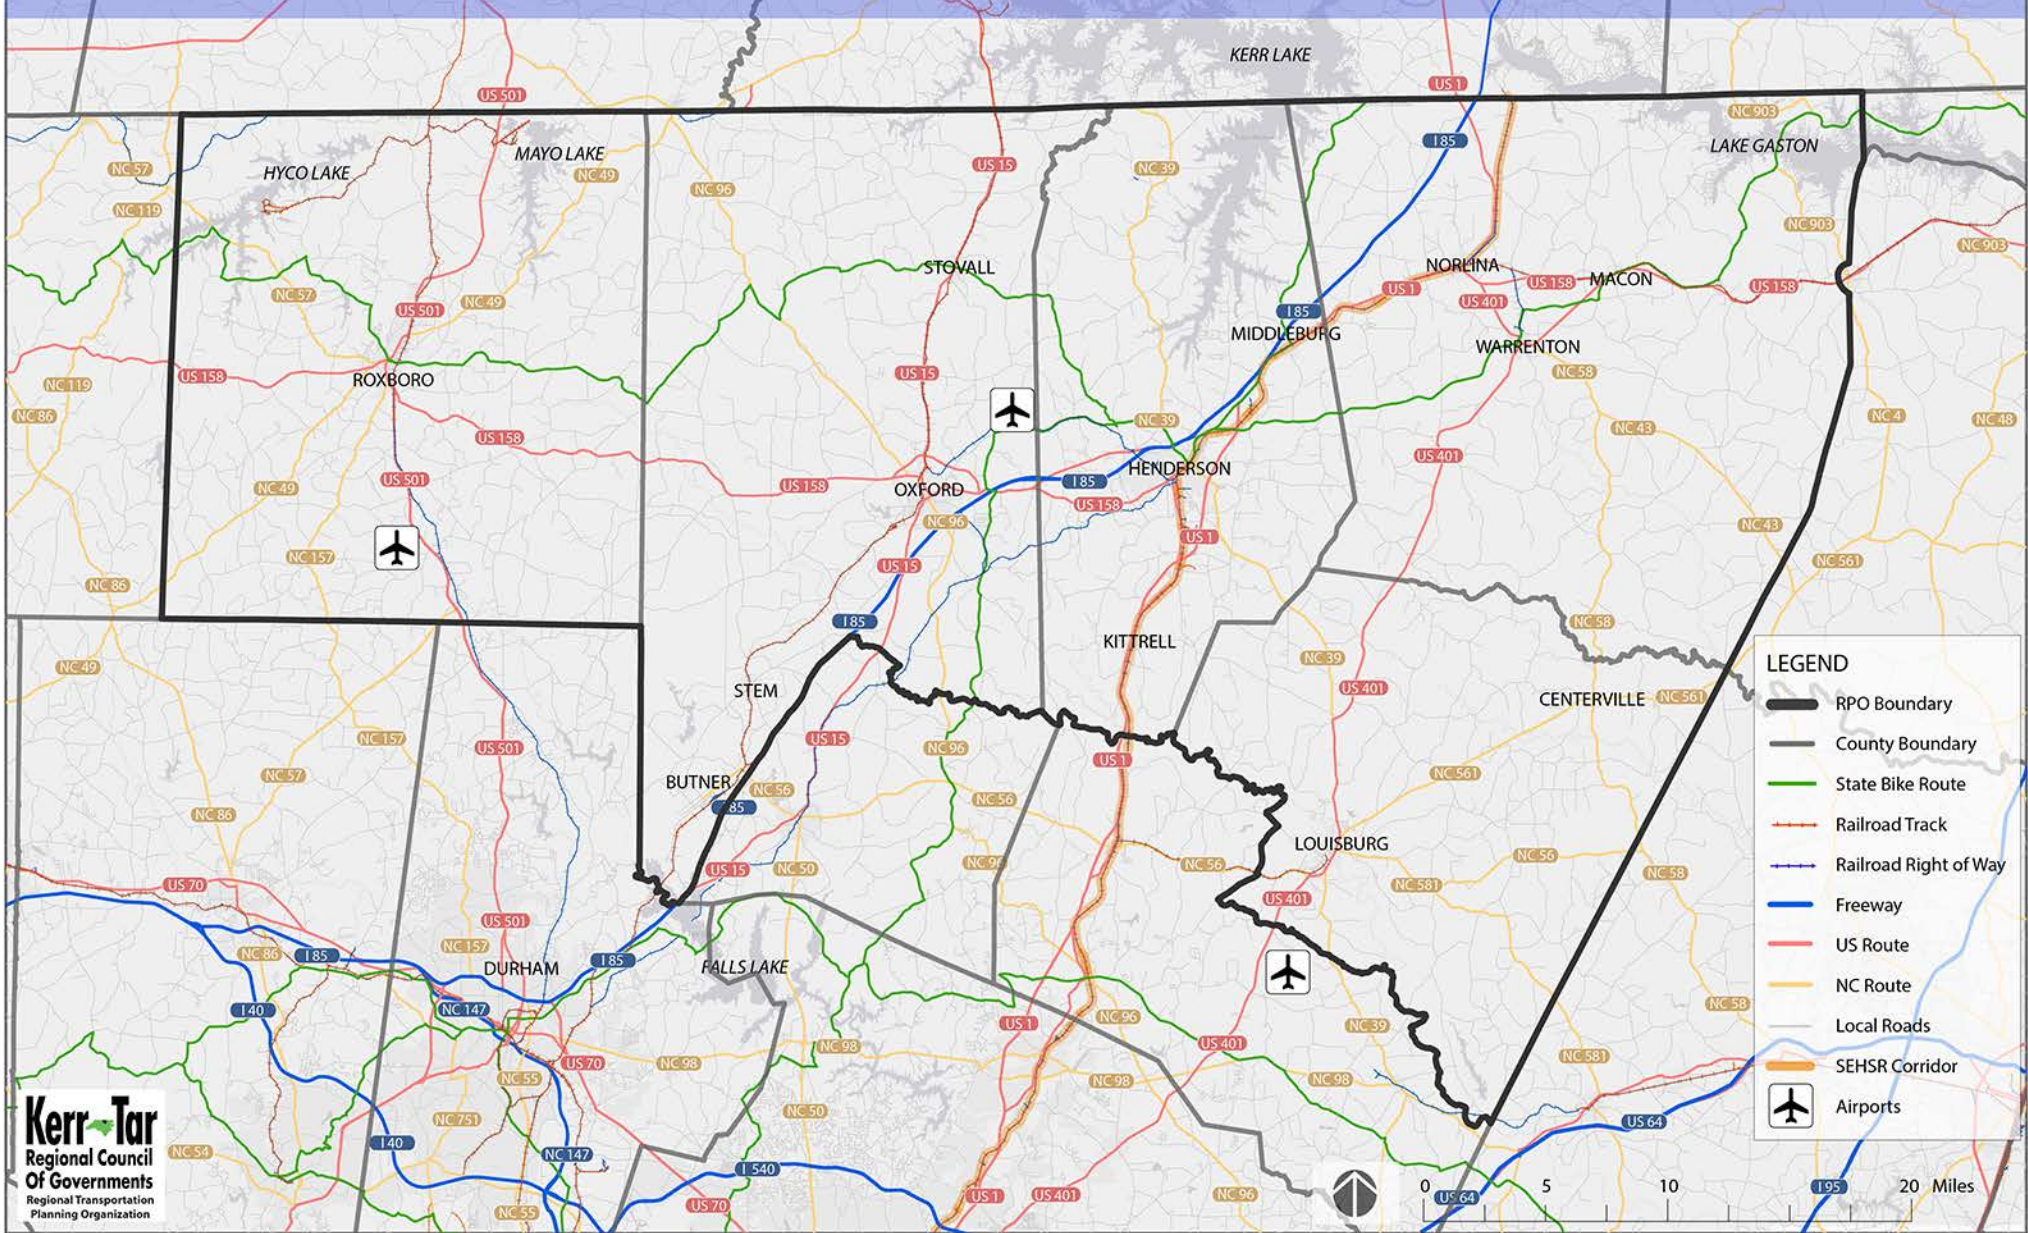 KERR LAKE
US 1
US 501
NC 903
I 85
LAKE GASTON
MAYO LAKE
HYCO LAKE
NC 57
US 15
NC 39
NC 49
NC 96
NC 119
NC 903
NC 903
STOVALL
NORLINA
MACON
US 158
US 158
US 1
US 401
NC 57
NC 49
US 501
I 85
MIDDLEBURG
WARRENTON
US 158
ROXBORO
US 15
NC 58
NC 119
NC 86
NC 39
NC 4
NC 48
NC 43
US 158
US 401
HENDERSON
US 501
I 85
US 158
OXFORD
NC 49
US 158
NC 96
NC 43
US 1
NC 157
US 15
NC 561
NC 86
I 85
NC 58
KITTRELL
NC 39
NC 49
STEM
US 401
CENTERVILLE
NC 561
NC 157
US 501
US 15
NC 96
US 1
NC 57
BUTNER
NC 56
85
NC 56
NC 561
NC 86
LOUISBURG
NC 56
NC 96
NC 56
US 15
NC 50
NC 58
US 70
NC 581
US 401
US 501
NC 157
NC 86
I 85
I 85
DURHAM
FALLS LAKE
I 40
NC 147
NC 58
US 1
NC 96
NC 39
US 401
NC 98
NC 98
US 70
NC 581
NC 55
NC 98
NC 98
NC 50
NC 751
US 64
I 40
NC 54
NC 147
I 540
US 70
US 1
US 401
NC 96
US 64
I 95
NC 55
LEGEND
RPO Boundary
County Boundary
State Bike Route
Railroad Track
Railroad Right of Way
Freeway
US Route
NC Route
Local Roads
SEHSR Corridor
Airports
0 5 10 20 Miles
Kerr Tar
Regional Council
Of Governments
Regional Transportation
Planning Organization